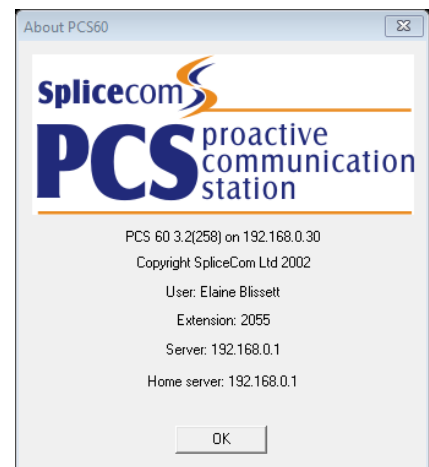 About PCS60
Splicecom
PCS proactive
communication
station
PCS 60 3.2(258) on 192.168.0.30
Copyright SpliceCom Ltd 2002
User: Elaine Blissett
Extension: 2055
Server: 192.168.0.1
Home server: 192.168.0.1
OK